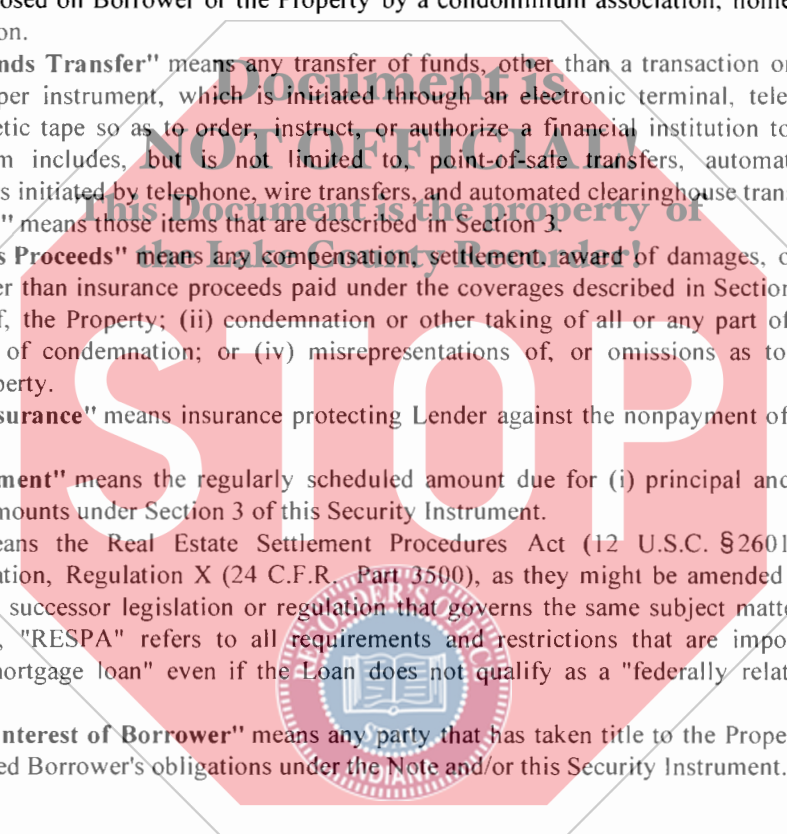 osed on Borrower or the Property by a condominium association, home
on.
nds Transfer" means any transfer of funds, other than a transaction or
per instrument, which is initiated through an electronic terminal, tele
etic tape so as to order, instruct, or authorize a financial institution to
m includes, but is not limited to, point-of-sale transfers, automat
s initiated by telephone, wire transfers, and automated clearinghouse tran
" means those items that are described in Section 3.
s Proceeds" means any compensation, settlement, award of damages, o
er than insurance proceeds paid under the coverages described in Section
f, the Property; (ii) condemnation or other taking of all or any part of
of condemnation; or (iv) misrepresentations of, or omissions as to
perty.
surance" means insurance protecting Lender against the nonpayment of
ment" means the regularly scheduled amount due for (i) principal and
mounts under Section 3 of this Security Instrument.
eans the Real Estate Settlement Procedures Act (12 U.S.C. §2601
ation, Regulation X (24 C.F.R. Part 3500), as they might be amended
successor legislation or regulation that governs the same subject matte
, "RESPA" refers to all requirements and restrictions that are impo
nortgage loan" even if the Loan does not qualify as a "federally relat
nterest of Borrower" means any party that has taken title to the Prope
ed Borrower's obligations under the Note and/or this Security Instrument.
Document is
NOT OFFICIAL!
This Document is the property of
the Lake County Recorder!
STOP
RECORDER'S OFFICE
SEAL
INDIANA